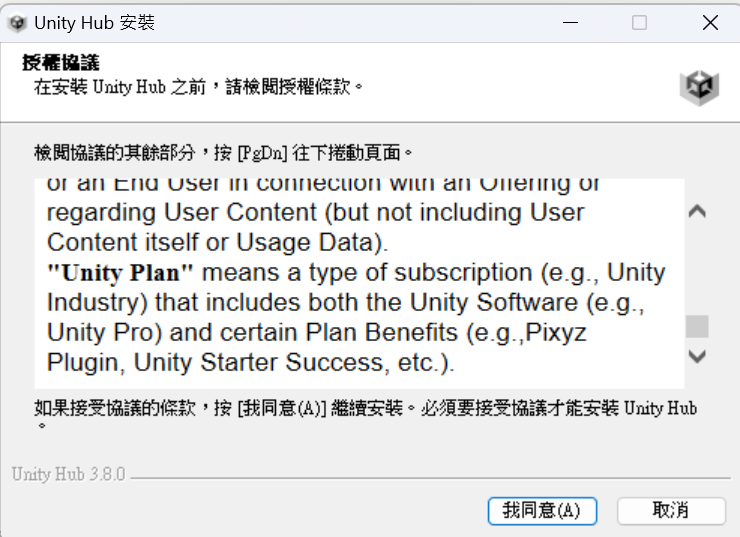 Unity Hub 安裝
授權協議
在安裝 Unity Hub 之前，請檢閱授權條款。
檢閱協議的其餘部分，按 [PgDn] 往下捲動頁面。
or an End User in connection with an Offering or
regarding User Content (but not including User
Content itself or Usage Data).
"Unity Plan" means a type of subscription (e.g., Unity
Industry) that includes both the Unity Software (e.g.,
Unity Pro) and certain Plan Benefits (e.g.,Pixyz
Plugin, Unity Starter Success, etc.).
如果接受協議的條款，按 [我同意(A)] 繼續安裝。必須要接受協議才能安裝 Unity Hub
。
Unity Hub 3.8.0
我同意(A)
取消